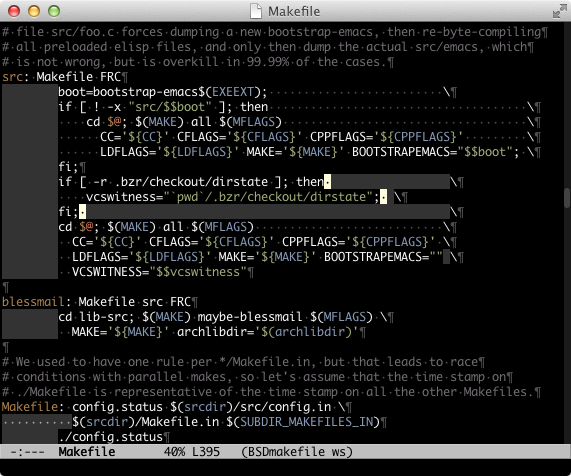 Makefile
# file src/foo.c forces dumping a new bootstrap-emacs, then re-byte-compiling¶
# all preloaded elisp files, and only then dump the actual src/emacs, which¶
# is not wrong, but is overkill in 99.99% of the cases.¶
src: Makefile FRC¶
boot=bootstrap-emacs$(EXEEXT); \¶
if [ ! -x "src/$$boot" ]; then \¶
cd $@; $(MAKE) all $(MFLAGS) \¶
CC='${CC}' CFLAGS='${CFLAGS}' CPPFLAGS='${CPPFLAGS}' \¶
LDFLAGS='${LDFLAGS}' MAKE='${MAKE}' BOOTSTRAPEMACS="$$boot"; \¶
fi;¶
if [ -r .bzr/checkout/dirstate ]; then \¶
vcswitness="`pwd`/.bzr/checkout/dirstate"; \¶
fi; \¶
cd $@; $(MAKE) all $(MFLAGS) \¶
CC='${CC}' CFLAGS='${CFLAGS}' CPPFLAGS='${CPPFLAGS}' \¶
LDFLAGS='${LDFLAGS}' MAKE='${MAKE}' BOOTSTRAPEMACS="" \¶
VCSWITNESS="$$vcswitness"¶
¶
blessmail: Makefile src FRC¶
cd lib-src; $(MAKE) maybe-blessmail $(MFLAGS) \¶
MAKE='${MAKE}' archlibdir='$(archlibdir)'¶
¶
# We used to have one rule per */Makefile.in, but that leads to race¶
# conditions with parallel makes, so let's assume that the time stamp on¶
# ./Makefile is representative of the time stamp on all the other Makefiles.¶
Makefile: config.status $(srcdir)/src/config.in \¶
$(srcdir)/Makefile.in $(SUBDIR_MAKEFILES_IN)¶
./config.status¶
-:--- Makefile 40% L395 (BSDmakefile ws)